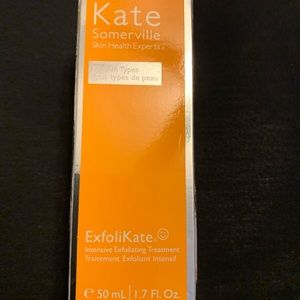 Kate
Somerville
Skin Health Experts
Types
types de peau
ExfoliKate
Intensive Exfoliating Treatment
Traitement Exfoliant Intensif
℮ 50 mL | 1.7 Fl. Oz.